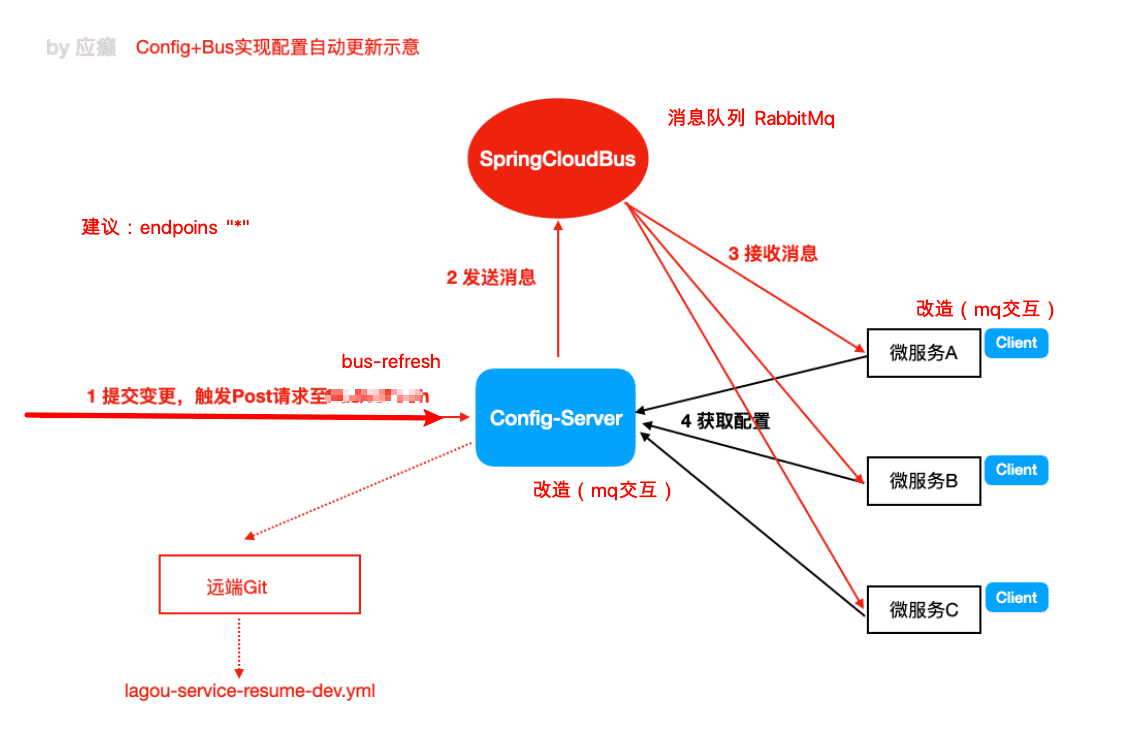 by 应癫 Config+Bus实现配置自动更新示意
消息队列 RabbitMq
SpringCloudBus
建议：endpoins "*"
3 接收消息
2 发送消息
改造（mq交互）
微服务A
Client
bus-refresh
1 提交变更，触发Post请求至
Config-Server
4 获取配置
微服务B
Client
改造（mq交互）
远端Git
微服务C
Client
lagou-service-resume-dev.yml